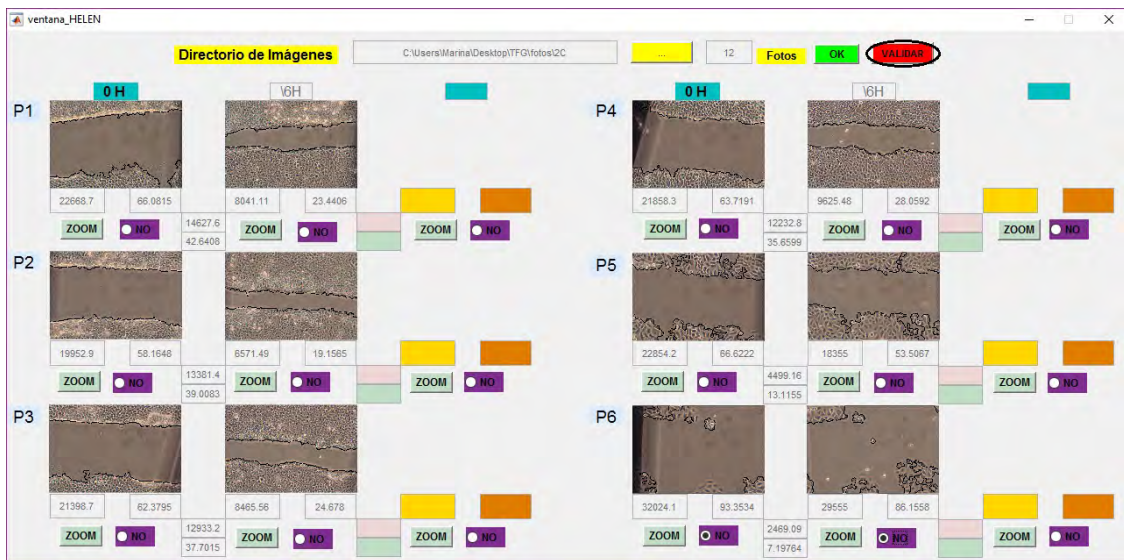 ventana_HELEN
Directorio de Imágenes C:\Users\Marina\Desktop\TFG\fotos\2C ... 12 Fotos OK VALIDAR
0 H \6H 0 H \6H
P1 P4
22668.7 66.0815 8041.11 23.4406 21858.3 63.7191 9625.48 28.0592
ZOOM NO 14627.6 ZOOM NO ZOOM NO ZOOM NO 12232.8 ZOOM NO ZOOM NO
42.6408 35.6599
P2 P5
19952.9 58.1648 6571.49 19.1565 22854.2 66.6222 18355 53.5067
ZOOM NO 13381.4 ZOOM NO ZOOM NO ZOOM NO 4499.16 ZOOM NO ZOOM NO
39.0083 13.1155
P3 P6
21398.7 62.3795 8465.56 24.678 32024.1 93.3534 29555 86.1558
ZOOM NO 12933.2 ZOOM NO ZOOM NO ZOOM NO 2469.09 ZOOM NO ZOOM NO
37.7015 7.19764